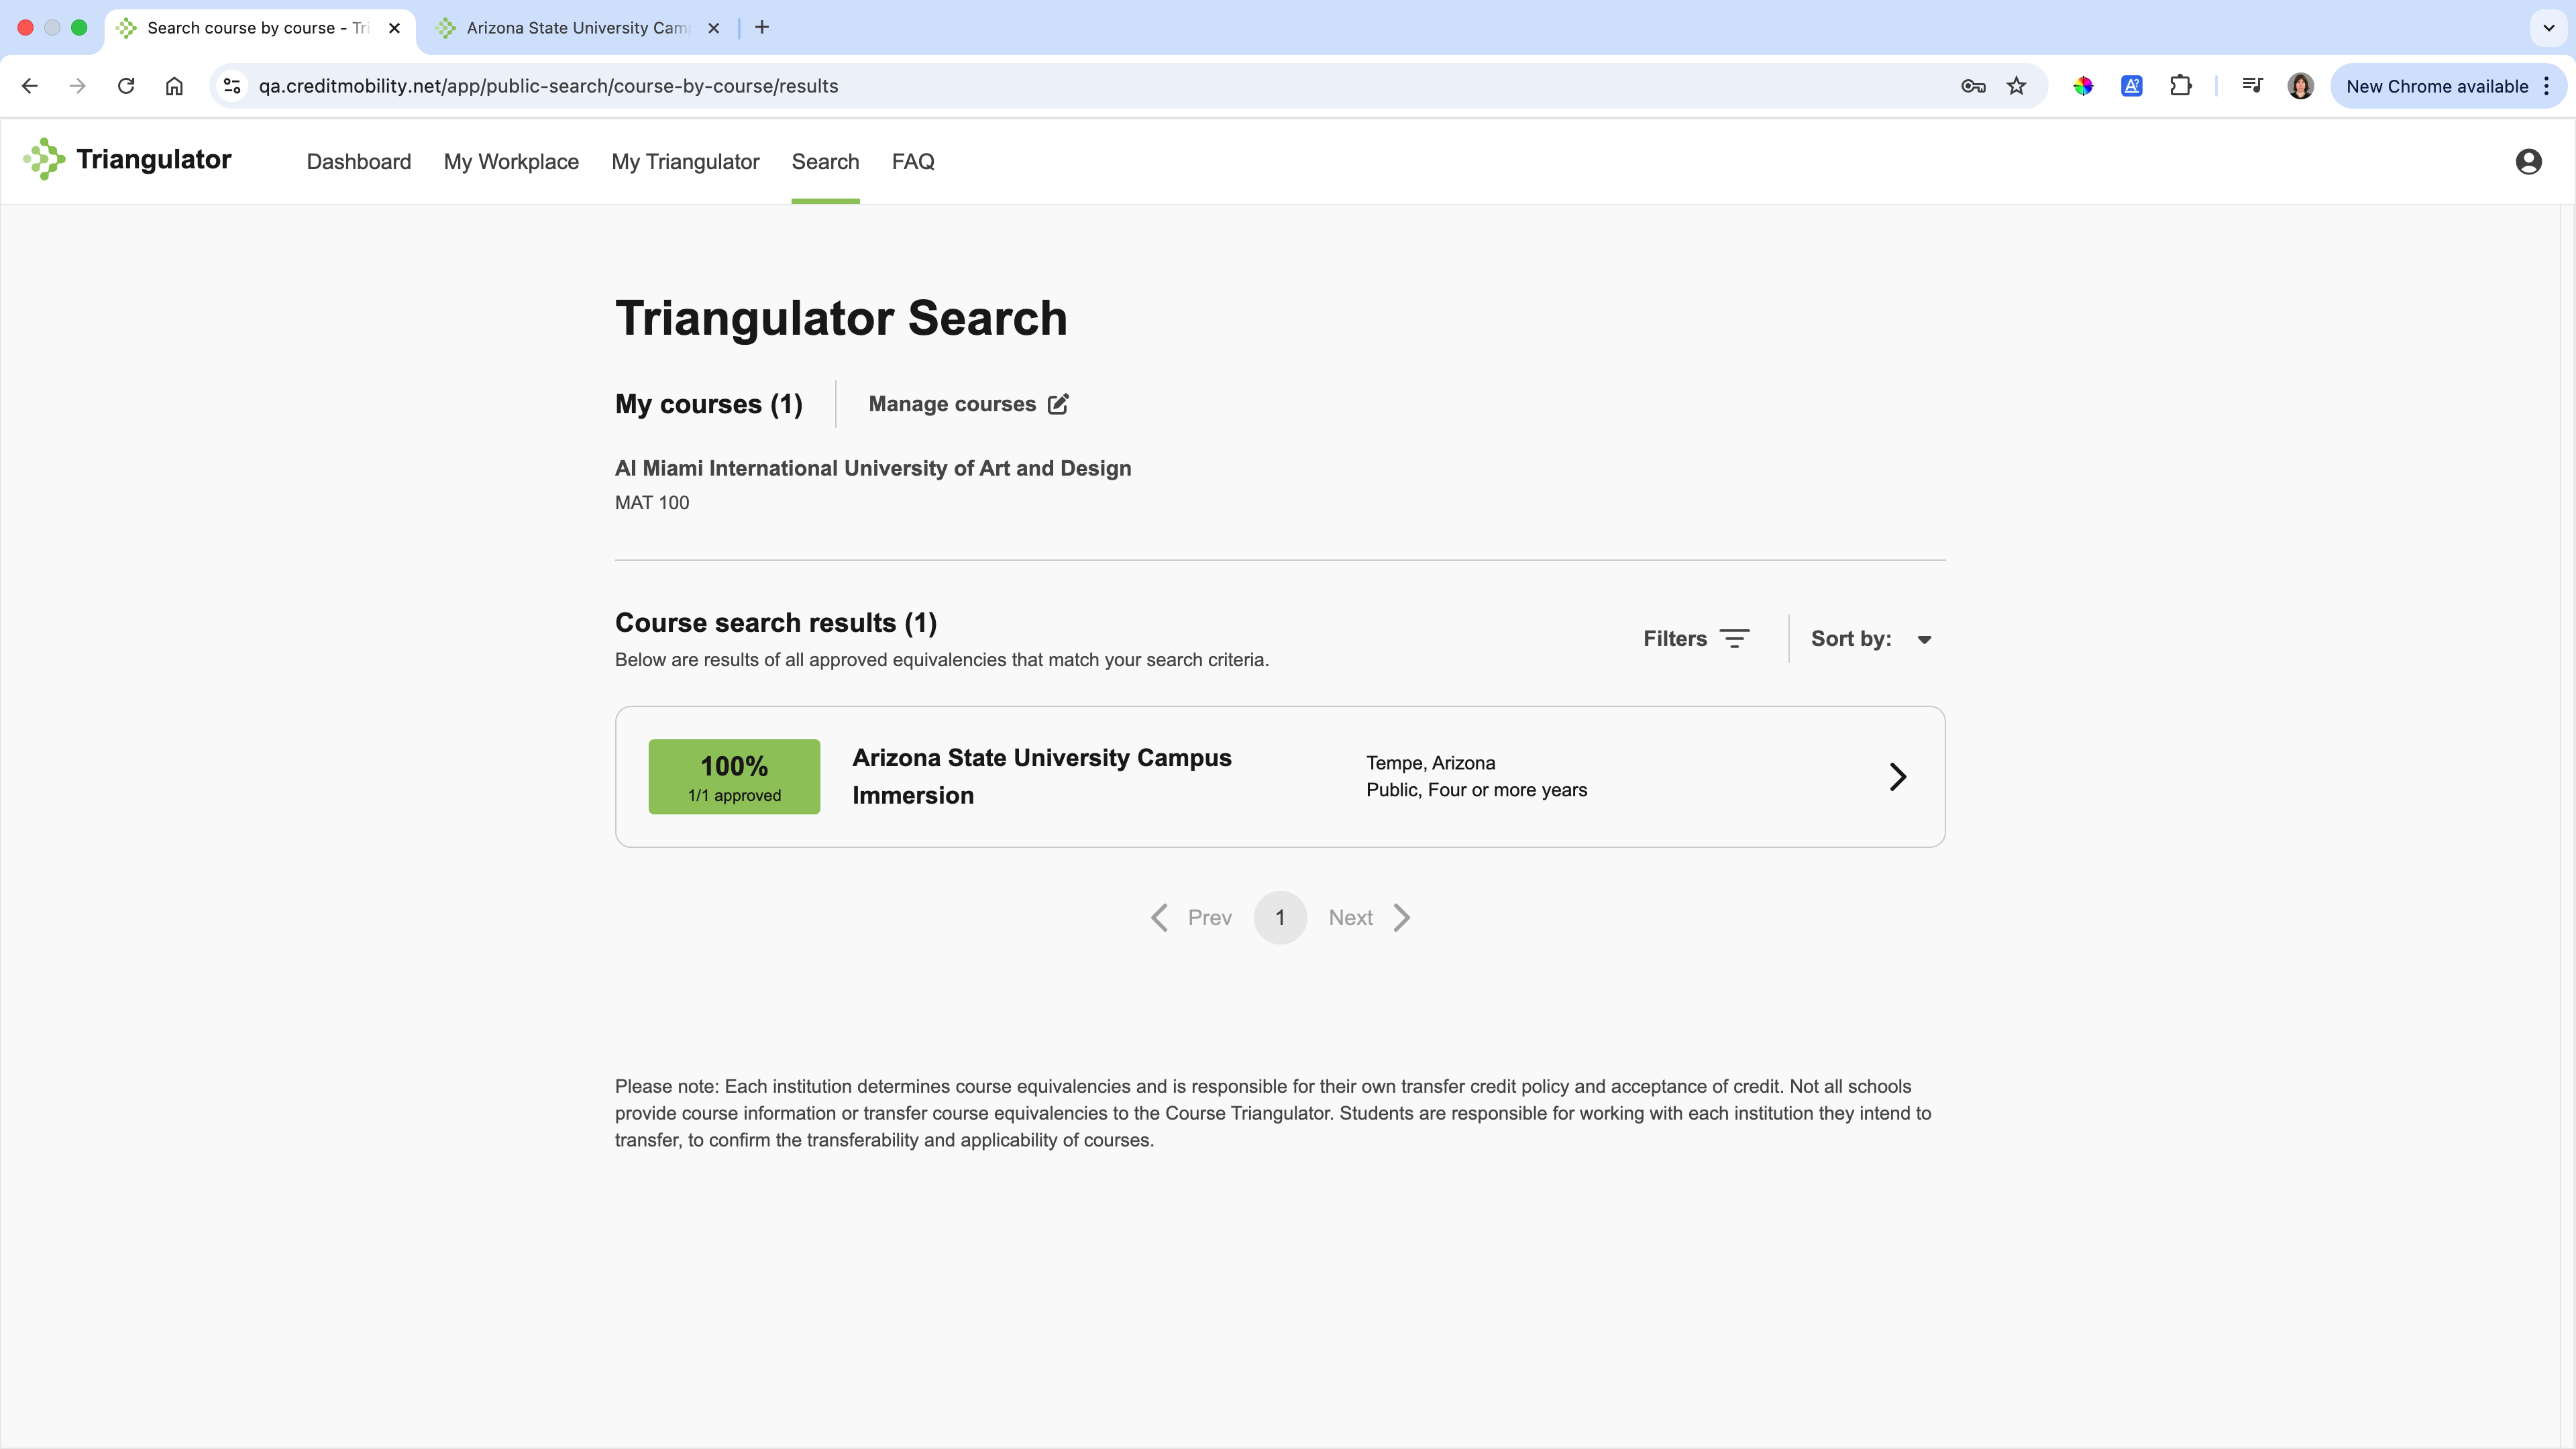 Search course by course - Tri
Arizona State University Cam
qa.creditmobility.net/app/public-search/course-by-course/results
New Chrome available
Triangulator
Dashboard
My Workplace
My Triangulator
Search
FAQ
Triangulator Search
My courses (1)
Manage courses
AI Miami International University of Art and Design
MAT 100
Course search results (1)
Below are results of all approved equivalencies that match your search criteria.
Filters
Sort by:
100%
1/1 approved
Arizona State University Campus
Immersion
Tempe, Arizona
Public, Four or more years
Prev
1
Next
Please note: Each institution determines course equivalencies and is responsible for their own transfer credit policy and acceptance of credit. Not all schools
provide course information or transfer course equivalencies to the Course Triangulator. Students are responsible for working with each institution they intend to
transfer, to confirm the transferability and applicability of courses.